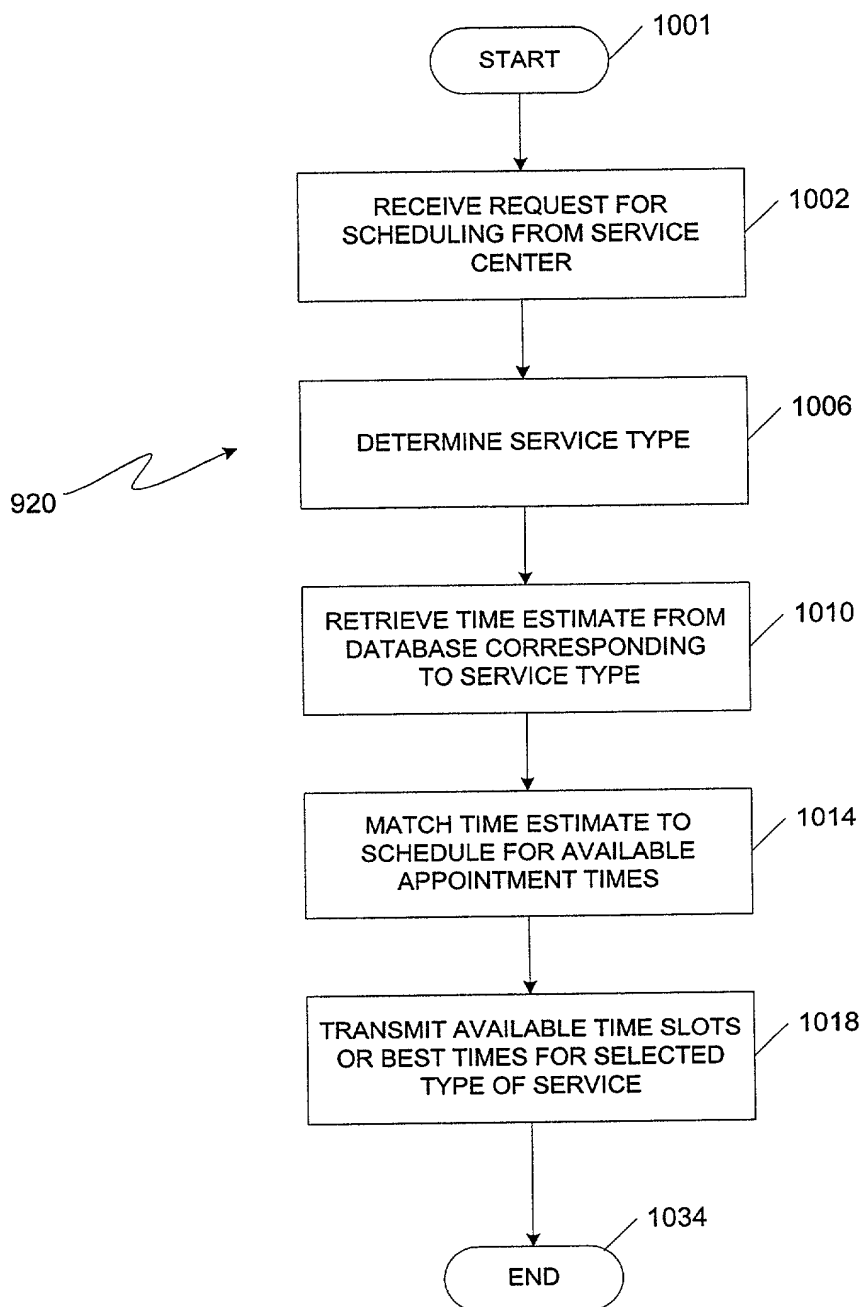 1001
START
1002
RECEIVE REQUEST FOR
SCHEDULING FROM SERVICE
CENTER
1006
DETERMINE SERVICE TYPE
920
1010
RETRIEVE TIME ESTIMATE FROM
DATABASE CORRESPONDING
TO SERVICE TYPE
1014
MATCH TIME ESTIMATE TO
SCHEDULE FOR AVAILABLE
APPOINTMENT TIMES
1018
TRANSMIT AVAILABLE TIME SLOTS
OR BEST TIMES FOR SELECTED
TYPE OF SERVICE
1034
END